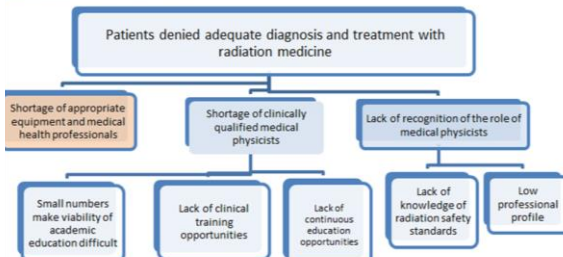 Patients denied adequate diagnosis and treatment with
radiation medicine
Shortage of appropriate
equipment and medical
health professionals
Shortage of clinically
qualified medical
physicists
Lack of recognition of the role of
medical physicists
Small numbers
make viability of
academic
education difficult
Lack of clinical
training
opportunities
Lack of
continuous
education
opportunities
Lack of
knowledge of
radiation safety
standards
Low
professional
profile